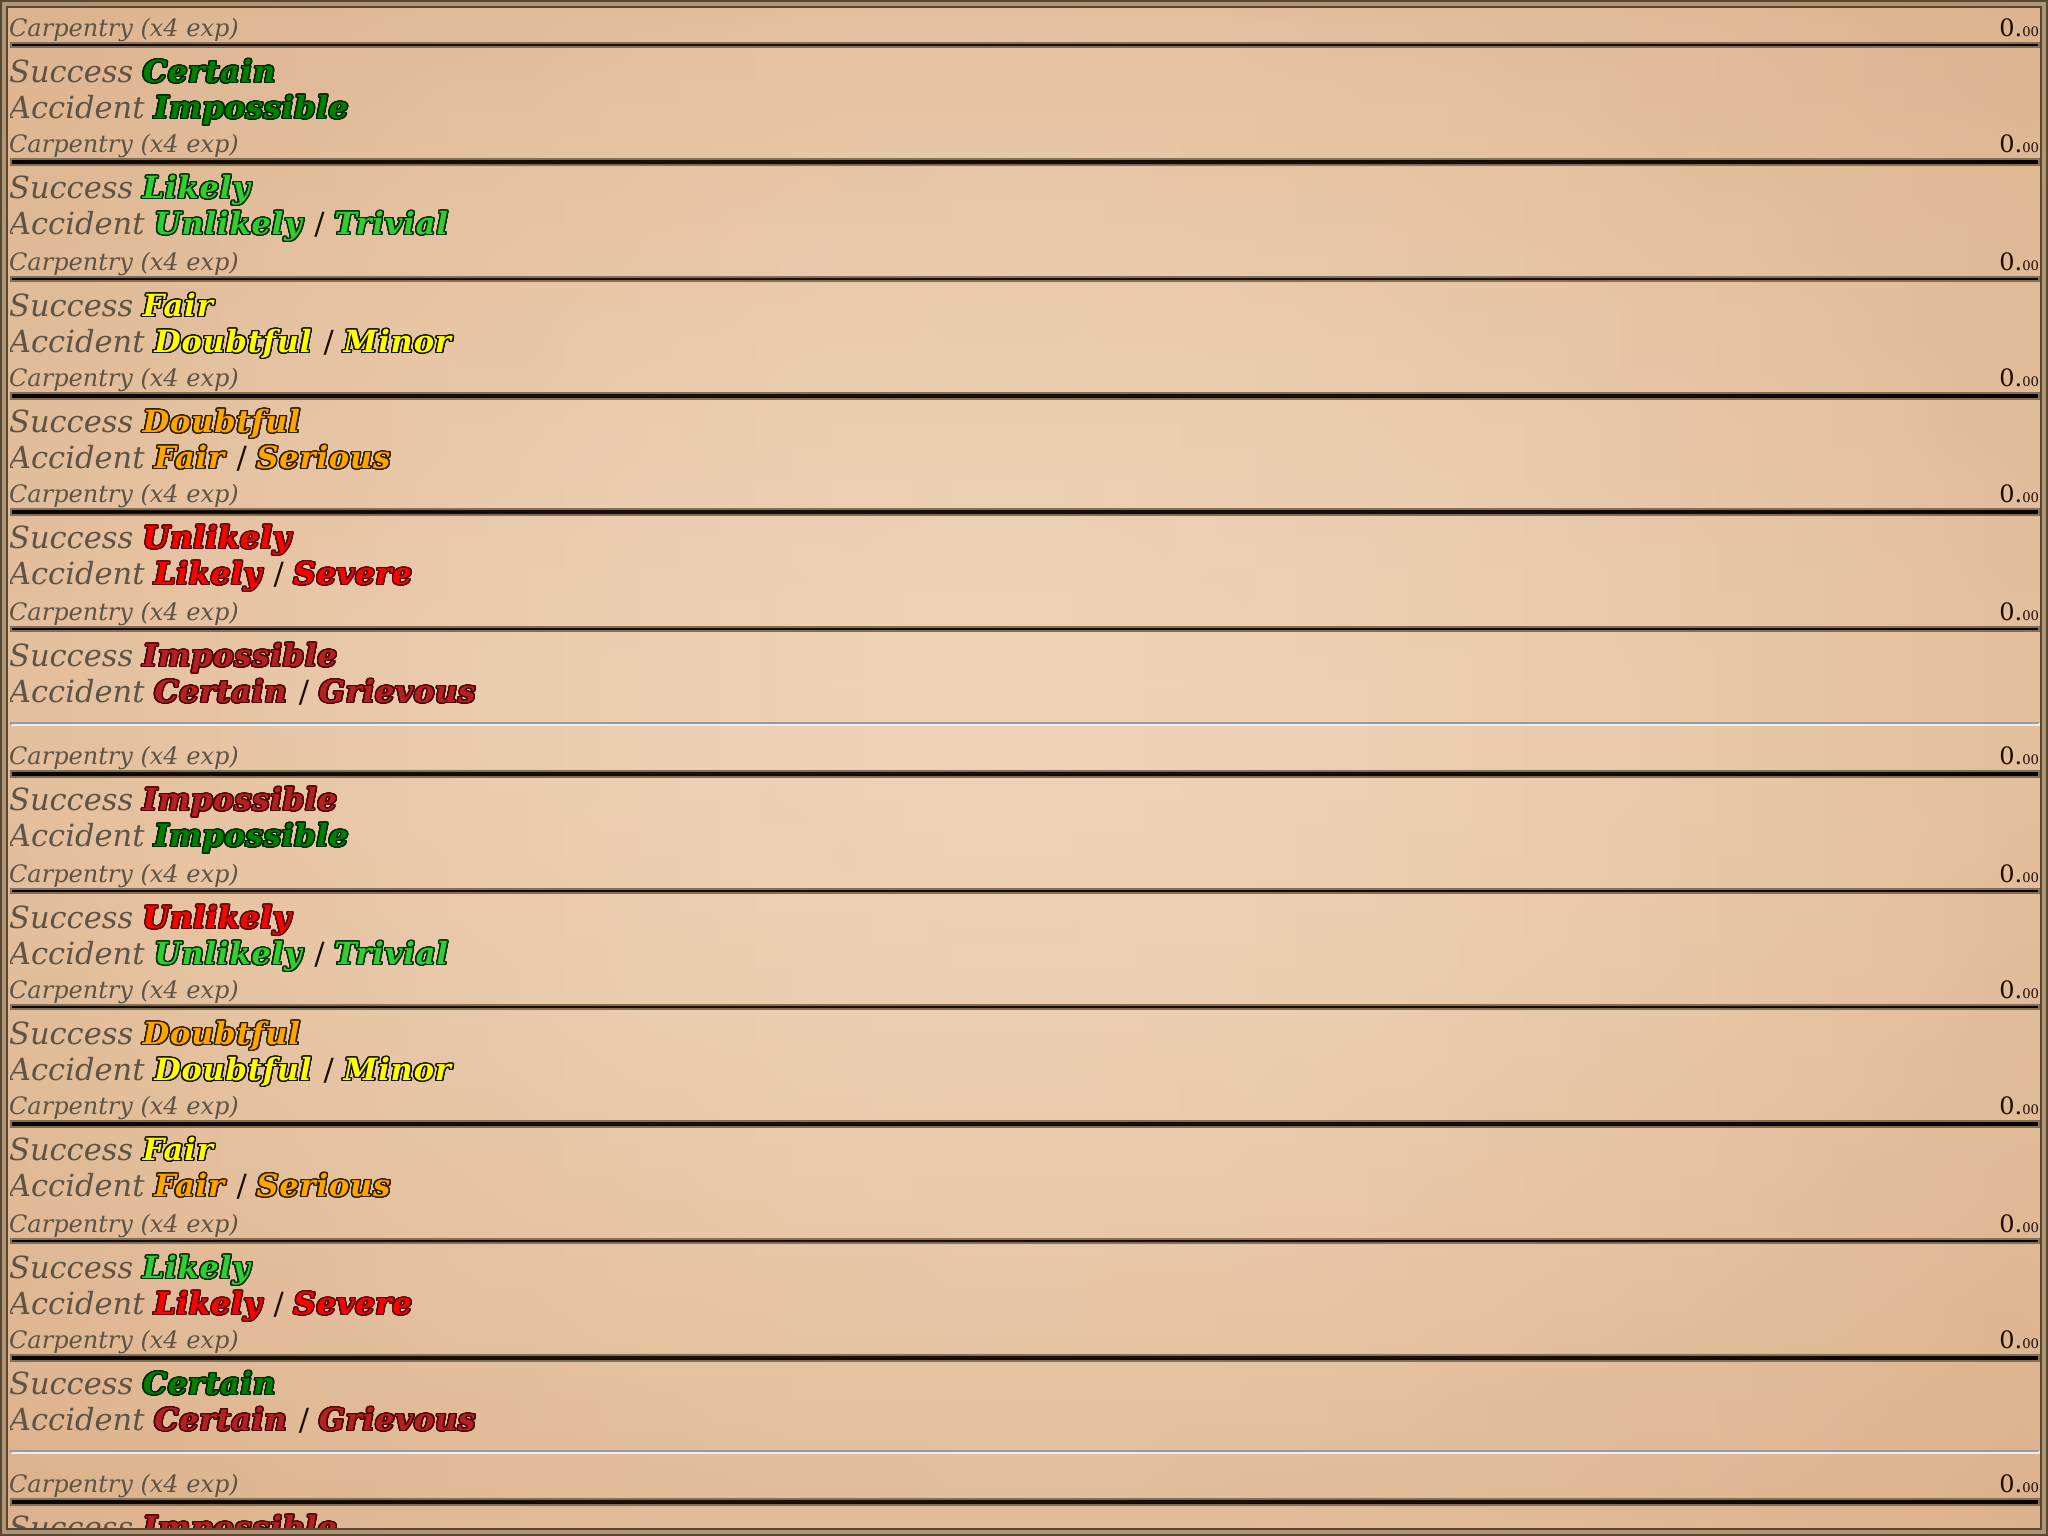 Carpentry (x4 exp) 0.00
Success Certain
Accident Impossible
Carpentry (x4 exp) 0.00
Success Likely
Accident Unlikely / Trivial
Carpentry (x4 exp) 0.00
Success Fair
Accident Doubtful / Minor
Carpentry (x4 exp) 0.00
Success Doubtful
Accident Fair / Serious
Carpentry (x4 exp) 0.00
Success Unlikely
Accident Likely / Severe
Carpentry (x4 exp) 0.00
Success Impossible
Accident Certain / Grievous
Carpentry (x4 exp) 0.00
Success Impossible
Accident Impossible
Carpentry (x4 exp) 0.00
Success Unlikely
Accident Unlikely / Trivial
Carpentry (x4 exp) 0.00
Success Doubtful
Accident Doubtful / Minor
Carpentry (x4 exp) 0.00
Success Fair
Accident Fair / Serious
Carpentry (x4 exp) 0.00
Success Likely
Accident Likely / Severe
Carpentry (x4 exp) 0.00
Success Certain
Accident Certain / Grievous
Carpentry (x4 exp) 0.00
Success Impossible